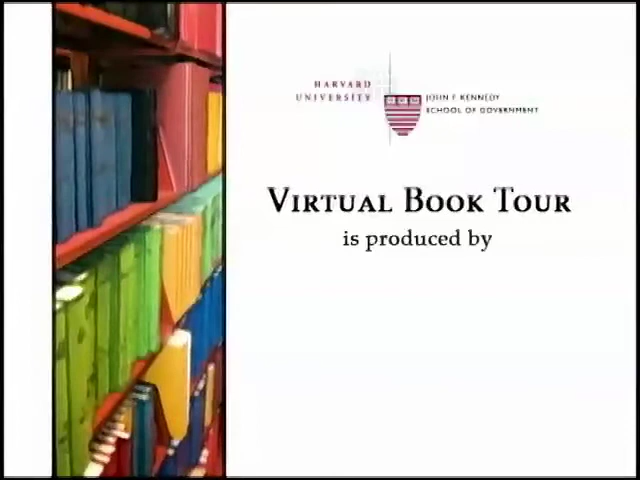 HARVARD
UNIVERSITY
JOHN F. KENNEDY
SCHOOL OF GOVERNMENT
VIRTUAL BOOK TOUR
is produced by